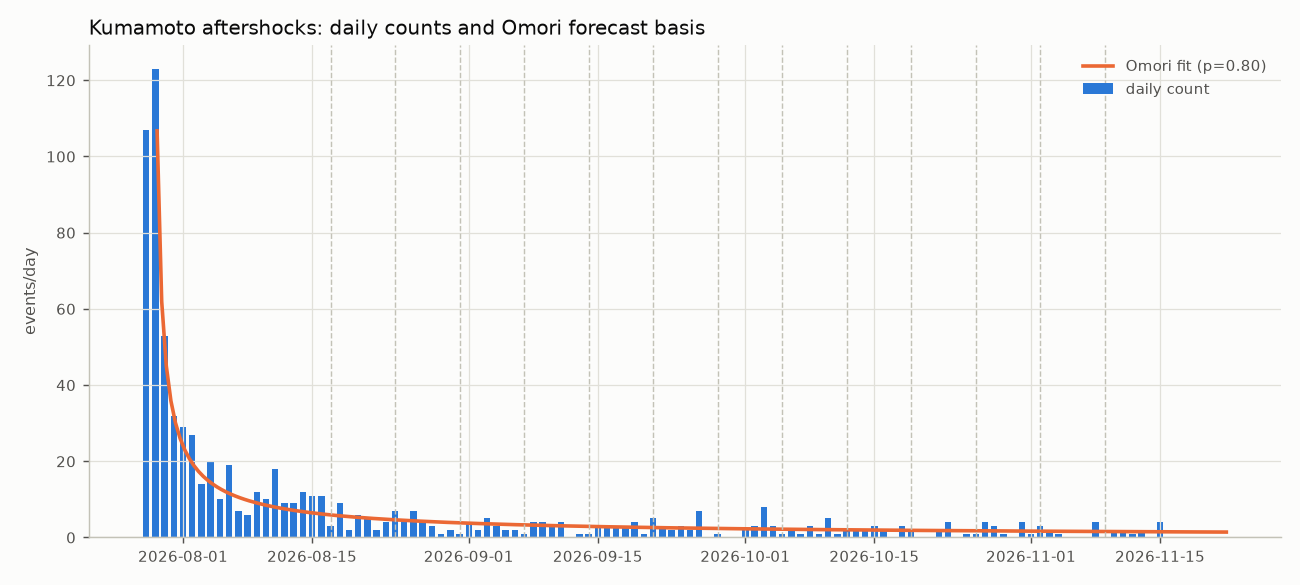 Kumamoto aftershocks: daily counts and Omori forecast basis
Omori fit (p=0.80)
daily count
events/day
120
100
80
60
40
20
0
2026-08-01 2026-08-15 2026-09-01 2026-09-15 2026-10-01 2026-10-15 2026-11-01 2026-11-15